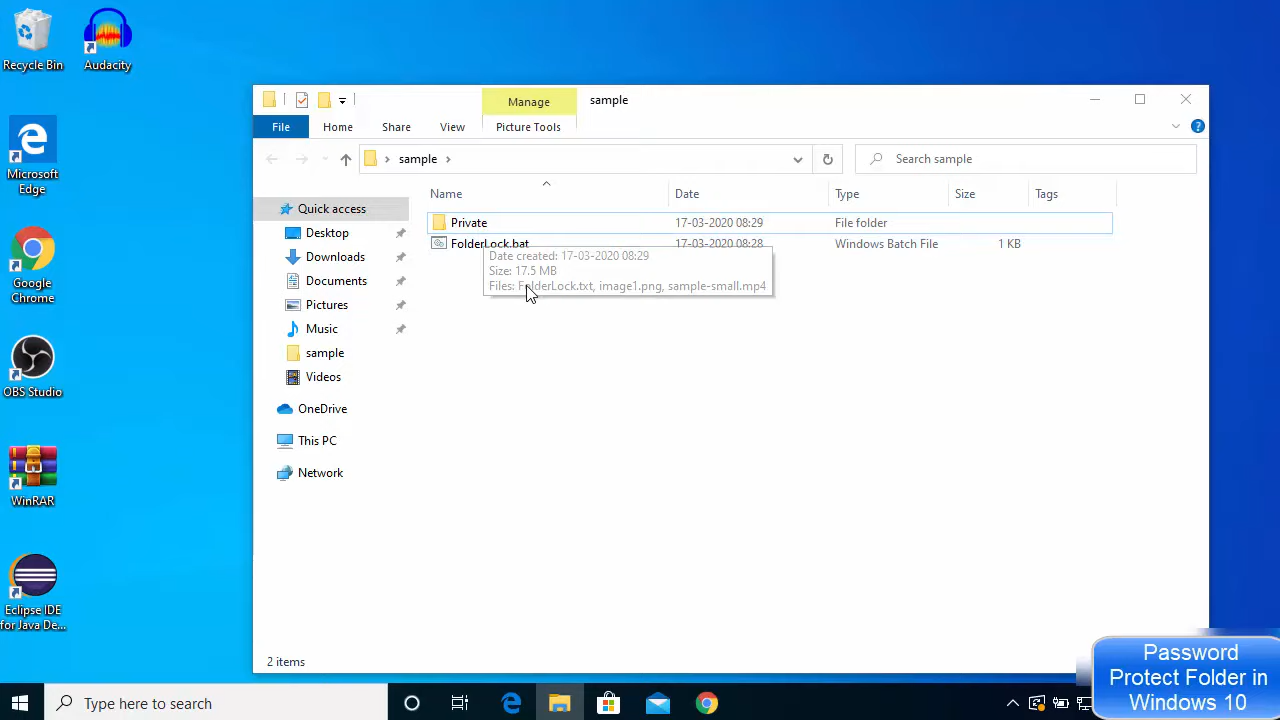 Recycle Bin
Audacity
Microsoft
Edge
Google
Chrome
OBS Studio
WinRAR
Eclipse IDE
for Java De...
Manage
sample
File
Home
Share
View
Picture Tools
sample
Search sample
Name
Date
Type
Size
Tags
Quick access
Desktop
Downloads
Documents
Pictures
Music
sample
Videos
OneDrive
This PC
Network
Private
17-03-2020 08:29
File folder
FolderLock.bat
17-03-2020 08:28
Windows Batch File
1 KB
Date created: 17-03-2020 08:29
Size: 17.5 MB
Files: FolderLock.txt, image1.png, sample-small.mp4
2 items
Type here to search
Password
Protect Folder in
Windows 10